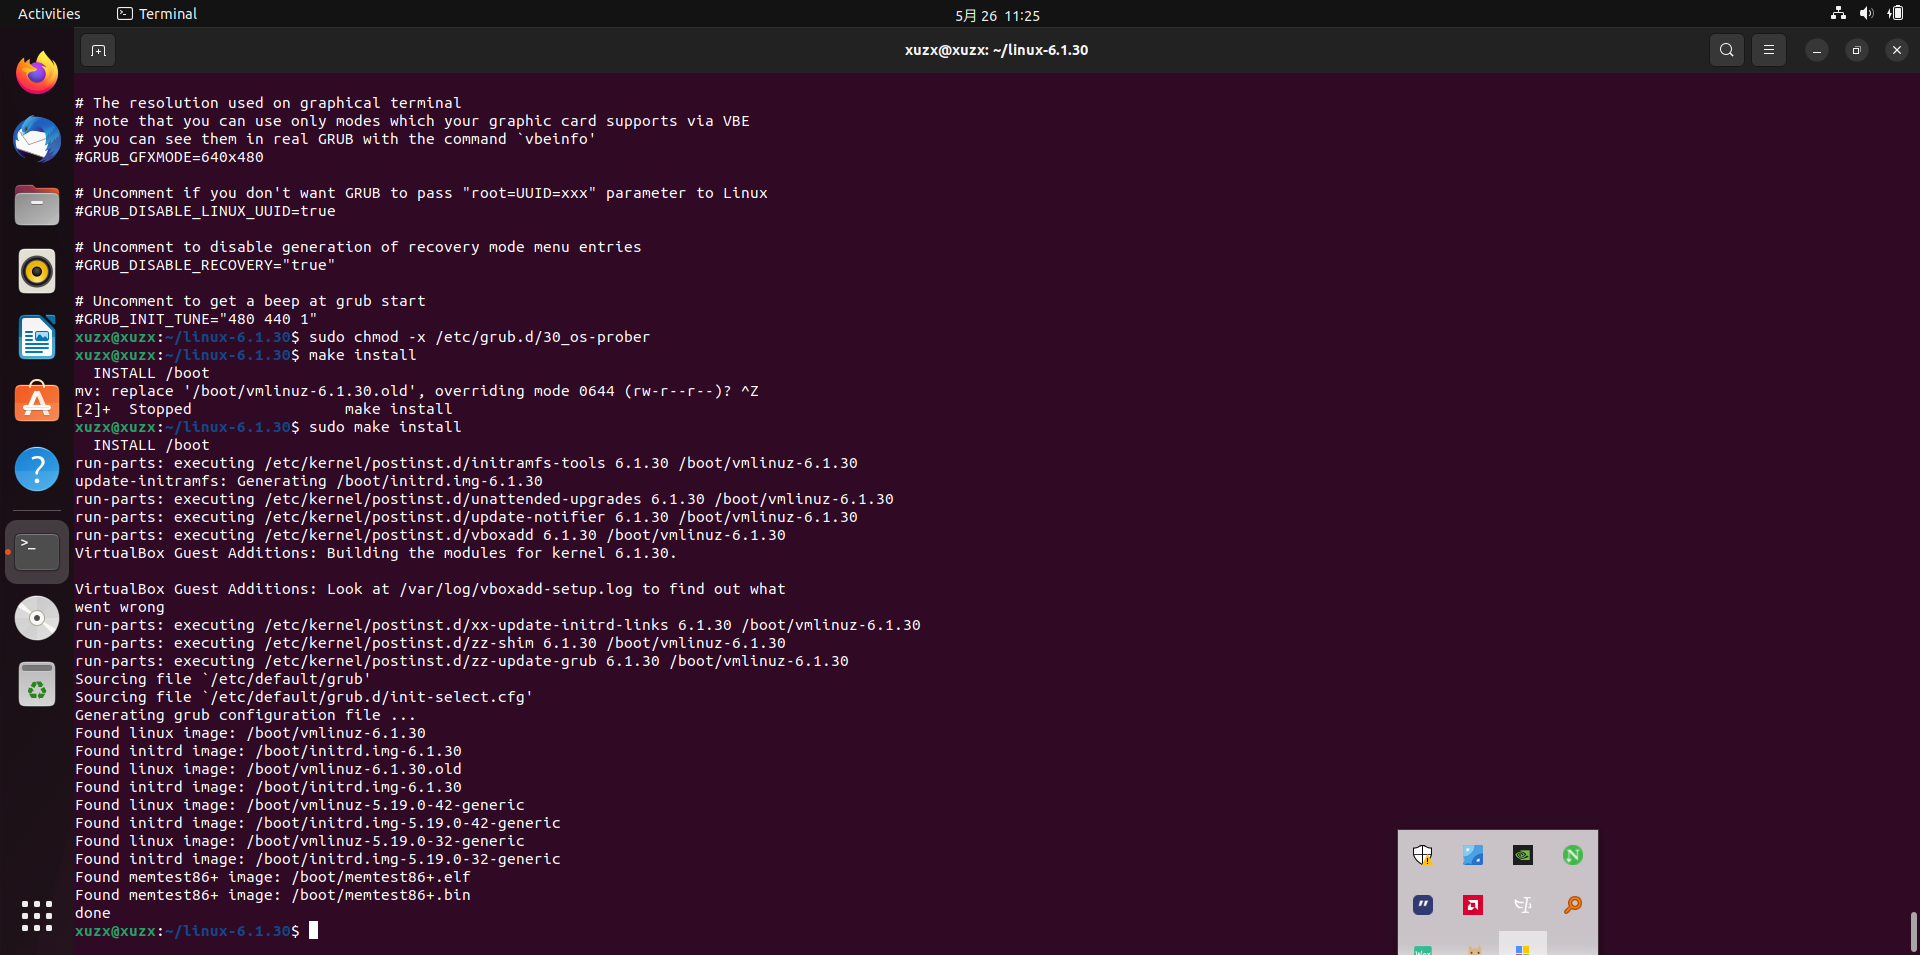 Activities
Terminal
5月 26 11:25
xuzx@xuzx: ~/linux-6.1.30
# The resolution used on graphical terminal
# note that you can use only modes which your graphic card supports via VBE
# you can see them in real GRUB with the command `vbeinfo'
#GRUB_GFXMODE=640x480
# Uncomment if you don't want GRUB to pass "root=UUID=xxx" parameter to Linux
#GRUB_DISABLE_LINUX_UUID=true
# Uncomment to disable generation of recovery mode menu entries
#GRUB_DISABLE_RECOVERY="true"
# Uncomment to get a beep at grub start
#GRUB_INIT_TUNE="480 440 1"
xuzx@xuzx:~/linux-6.1.30$ sudo chmod -x /etc/grub.d/30_os-prober
xuzx@xuzx:~/linux-6.1.30$ make install
  INSTALL /boot
mv: replace '/boot/vmlinuz-6.1.30.old', overriding mode 0644 (rw-r--r--)? ^Z
[2]+  Stopped                 make install
xuzx@xuzx:~/linux-6.1.30$ sudo make install
  INSTALL /boot
run-parts: executing /etc/kernel/postinst.d/initramfs-tools 6.1.30 /boot/vmlinuz-6.1.30
update-initramfs: Generating /boot/initrd.img-6.1.30
run-parts: executing /etc/kernel/postinst.d/unattended-upgrades 6.1.30 /boot/vmlinuz-6.1.30
run-parts: executing /etc/kernel/postinst.d/update-notifier 6.1.30 /boot/vmlinuz-6.1.30
run-parts: executing /etc/kernel/postinst.d/vboxadd 6.1.30 /boot/vmlinuz-6.1.30
VirtualBox Guest Additions: Building the modules for kernel 6.1.30.
VirtualBox Guest Additions: Look at /var/log/vboxadd-setup.log to find out what
went wrong
run-parts: executing /etc/kernel/postinst.d/xx-update-initrd-links 6.1.30 /boot/vmlinuz-6.1.30
run-parts: executing /etc/kernel/postinst.d/zz-shim 6.1.30 /boot/vmlinuz-6.1.30
run-parts: executing /etc/kernel/postinst.d/zz-update-grub 6.1.30 /boot/vmlinuz-6.1.30
Sourcing file `/etc/default/grub'
Sourcing file `/etc/default/grub.d/init-select.cfg'
Generating grub configuration file ...
Found linux image: /boot/vmlinuz-6.1.30
Found initrd image: /boot/initrd.img-6.1.30
Found linux image: /boot/vmlinuz-6.1.30.old
Found initrd image: /boot/initrd.img-6.1.30
Found linux image: /boot/vmlinuz-5.19.0-42-generic
Found initrd image: /boot/initrd.img-5.19.0-42-generic
Found linux image: /boot/vmlinuz-5.19.0-32-generic
Found initrd image: /boot/initrd.img-5.19.0-32-generic
Found memtest86+ image: /boot/memtest86+.elf
Found memtest86+ image: /boot/memtest86+.bin
done
xuzx@xuzx:~/linux-6.1.30$